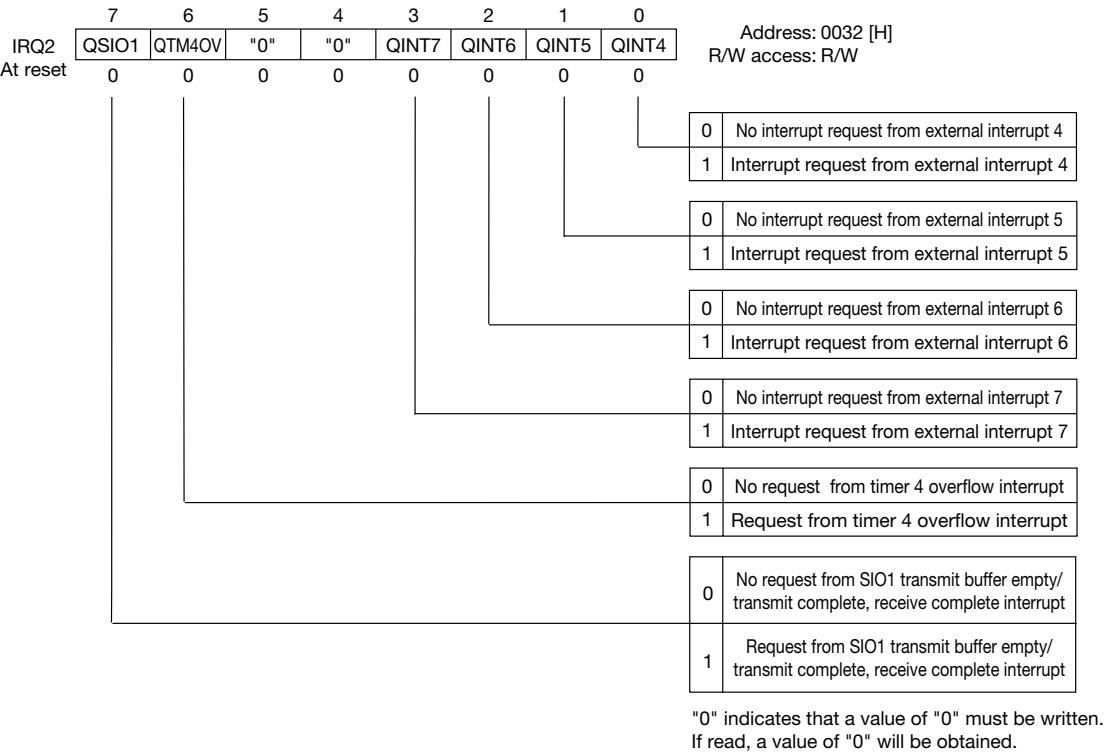 7 6 5 4 3 2 1 0
IRQ2 QSIO1 QTM4OV "0" "0" QINT7 QINT6 QINT5 QINT4
At reset 0 0 0 0 0 0 0 0
Address: 0032 [H]
R/W access: R/W
0 No interrupt request from external interrupt 4
1 Interrupt request from external interrupt 4
0 No interrupt request from external interrupt 5
1 Interrupt request from external interrupt 5
0 No interrupt request from external interrupt 6
1 Interrupt request from external interrupt 6
0 No interrupt request from external interrupt 7
1 Interrupt request from external interrupt 7
0 No request from timer 4 overflow interrupt
1 Request from timer 4 overflow interrupt
0 No request from SIO1 transmit buffer empty/
transmit complete, receive complete interrupt
1 Request from SIO1 transmit buffer empty/
transmit complete, receive complete interrupt
"0" indicates that a value of "0" must be written.
If read, a value of "0" will be obtained.